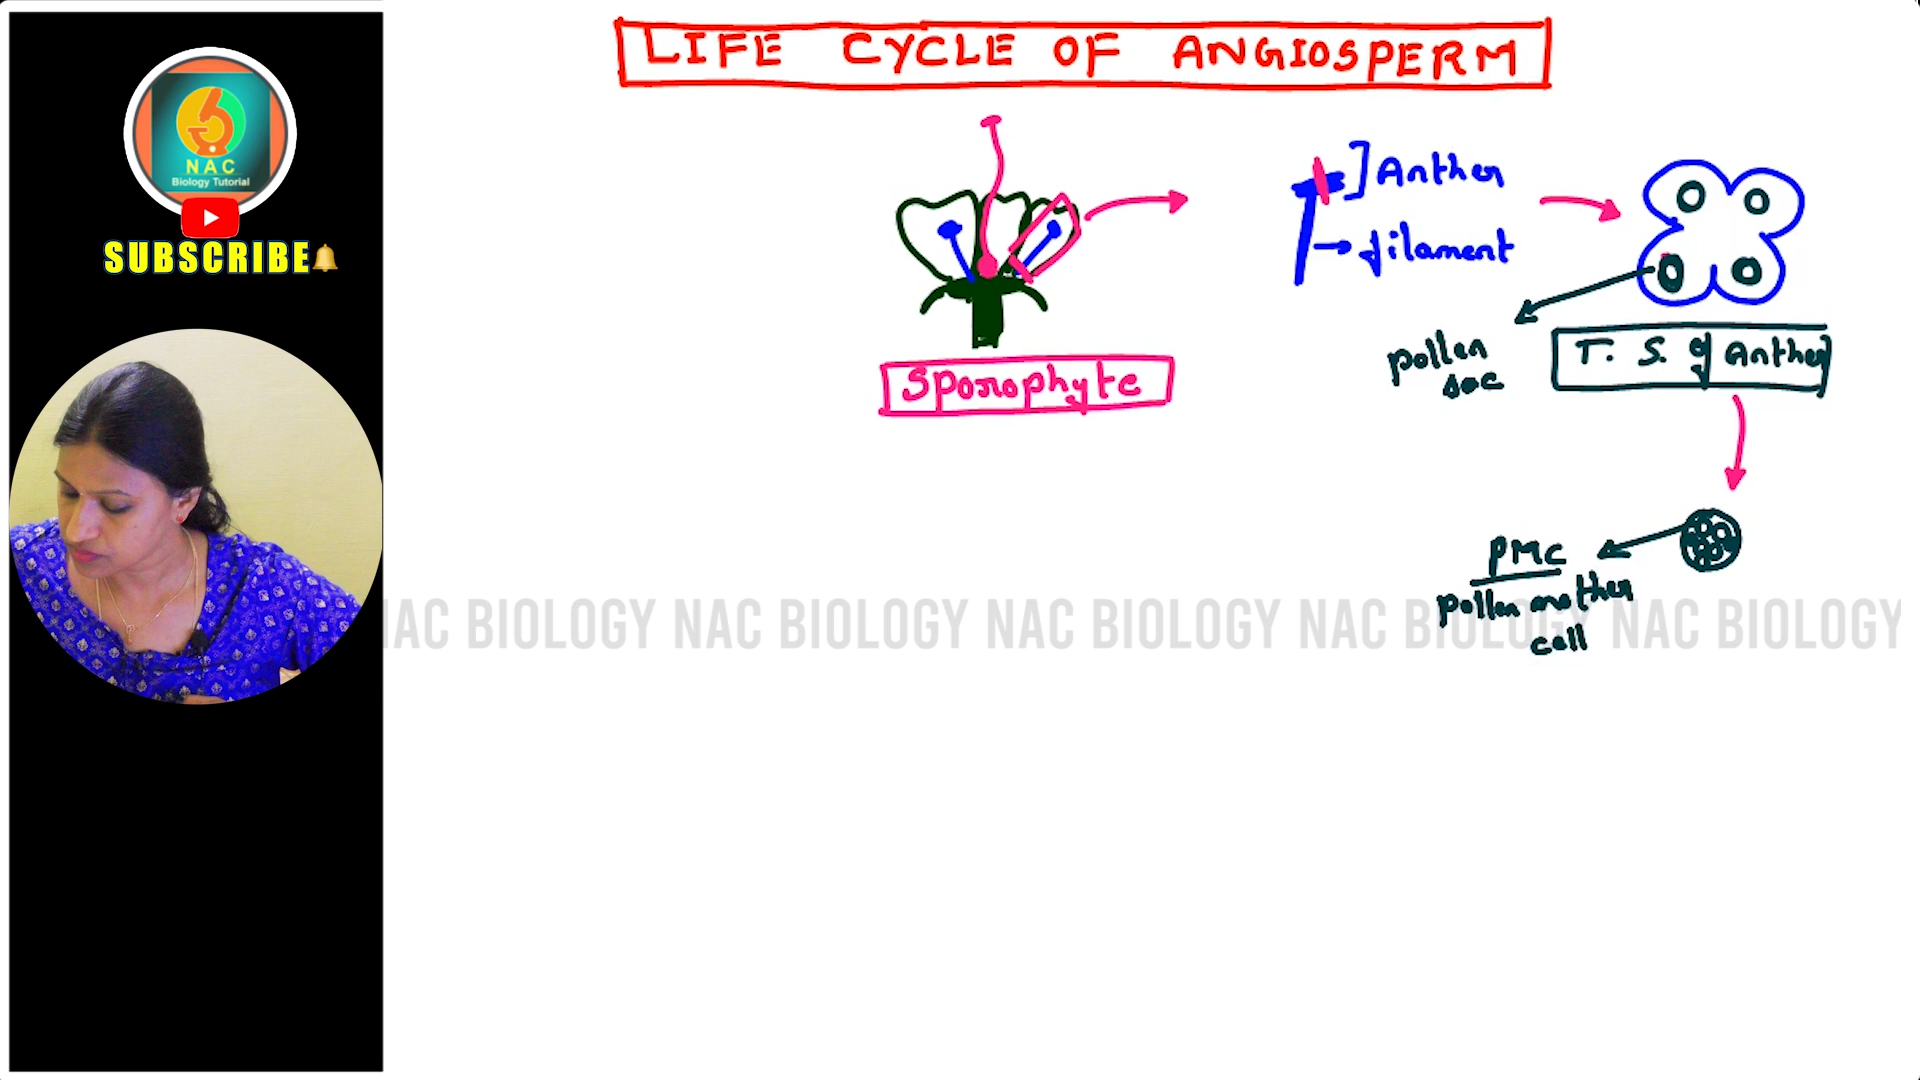 LIFE CYCLE OF ANGIOSPERM
NAC
Biology Tutorial
SUBSCRIBE
Anther
filament
pollen
sac
T. S. of Anther
Sporophyte
PMC
pollen mother
cell
NAC BIOLOGY NAC BIOLOGY NAC BIOLOGY NAC BIOLOGY NAC BIOLOGY